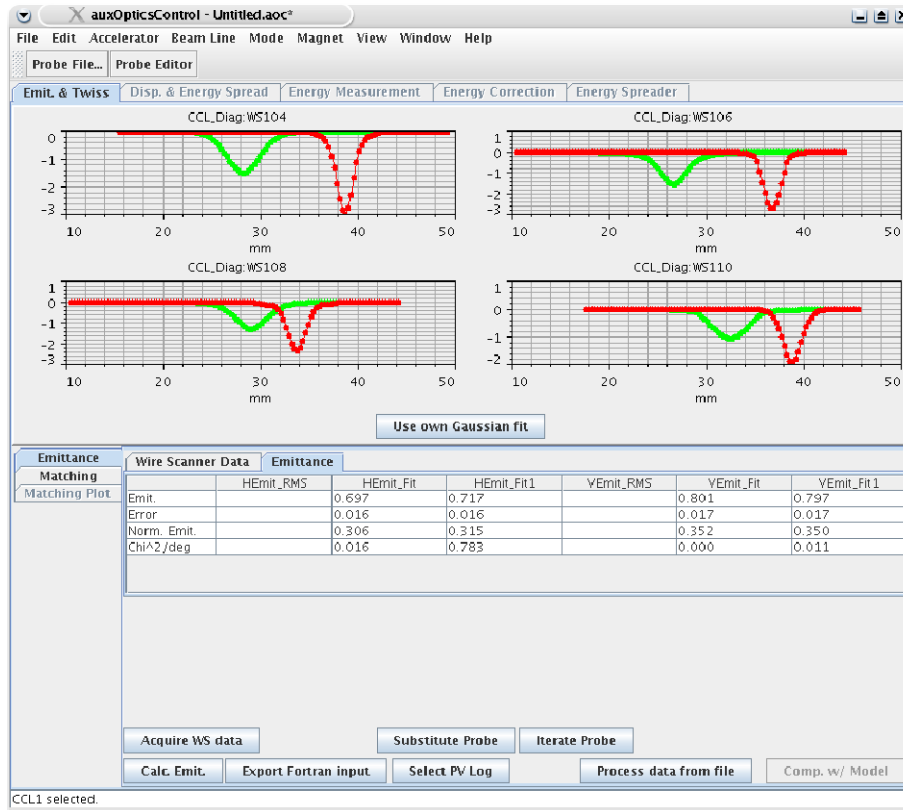 auxOpticsControl - Untitled.aoc*
File Edit Accelerator Beam Line Mode Magnet View Window Help
Probe File... Probe Editor
Emit. & Twiss Disp. & Energy Spread Energy Measurement Energy Correction Energy Spreader
CCL_Diag:WS104
0
-1
-2
-3
10 20 30 40 50
mm
CCL_Diag:WS106
1
0
-1
-2
-3
10 20 30 40 50
mm
CCL_Diag:WS108
1
0
-1
-2
-3
10 20 30 40 50
mm
CCL_Diag:WS110
1
0
-1
-2
10 20 30 40 50
mm
Use own Gaussian fit
Emittance
Matching
Matching Plot
Wire Scanner Data Emittance
HEmit_RMS HEmit_Fit HEmit_Fit1 VEmit_RMS VEmit_Fit VEmit_Fit1
Emit. 0.697 0.717 0.801 0.797
Error 0.016 0.016 0.017 0.017
Norm. Emit. 0.306 0.315 0.352 0.350
Chi^2/deg 0.016 0.783 0.000 0.011
Acquire WS data Substitute Probe Iterate Probe
Calc. Emit. Export Fortran input Select PV Log Process data from file Comp. w/ Model
CCL1 selected.